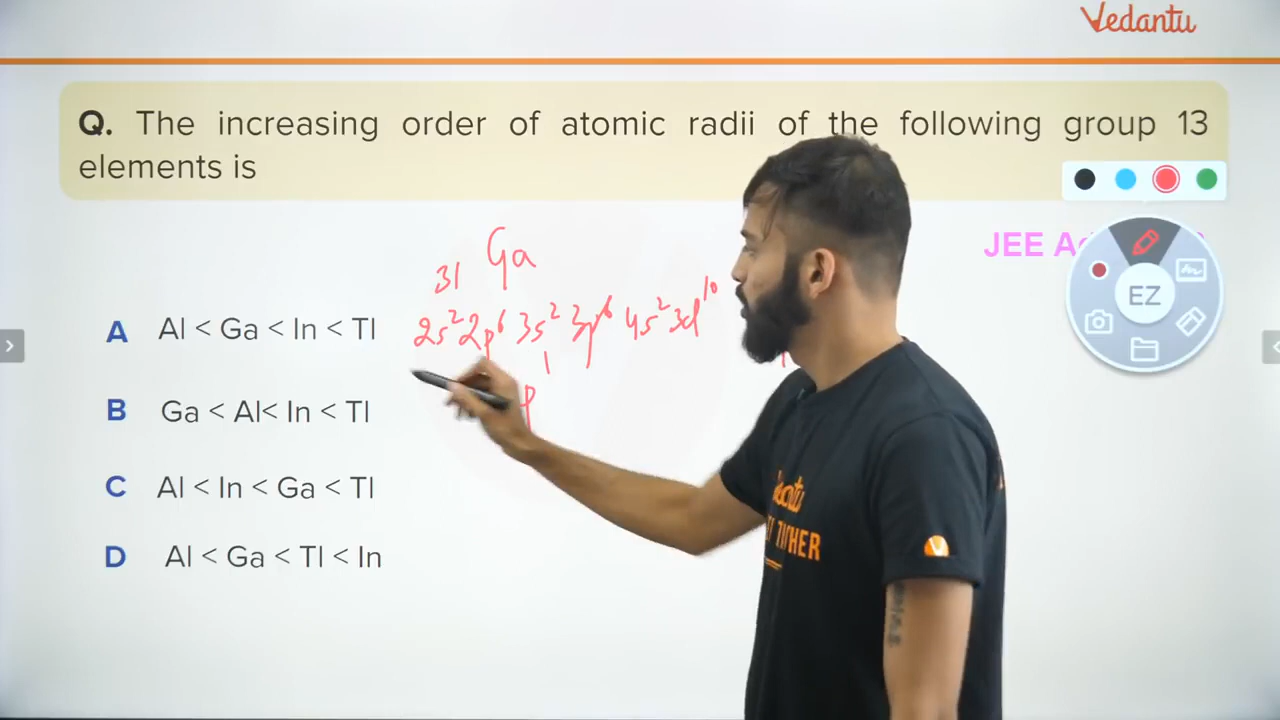 Vedantu
Q. The increasing order of atomic radii of the following group 13
elements is
JEE
EZ
31 Ga
2s² 2p⁶ 3s² 3p⁶ 4s² 3d¹⁰
A Al < Ga < In < Tl
B Ga < Al< In < Tl
C Al < In < Ga < Tl
D Al < Ga < Tl < In